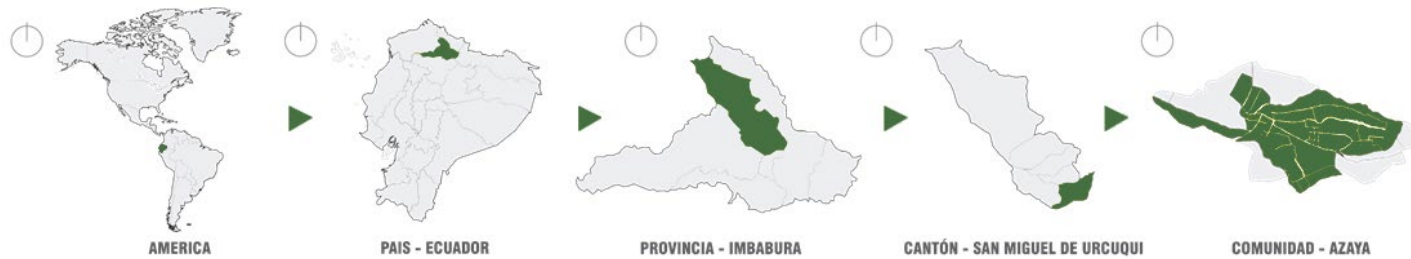 AMERICA
PAIS - ECUADOR
PROVINCIA - IMBABURA
CANTÓN - SAN MIGUEL DE URCUQUI
COMUNIDAD - AZAYA